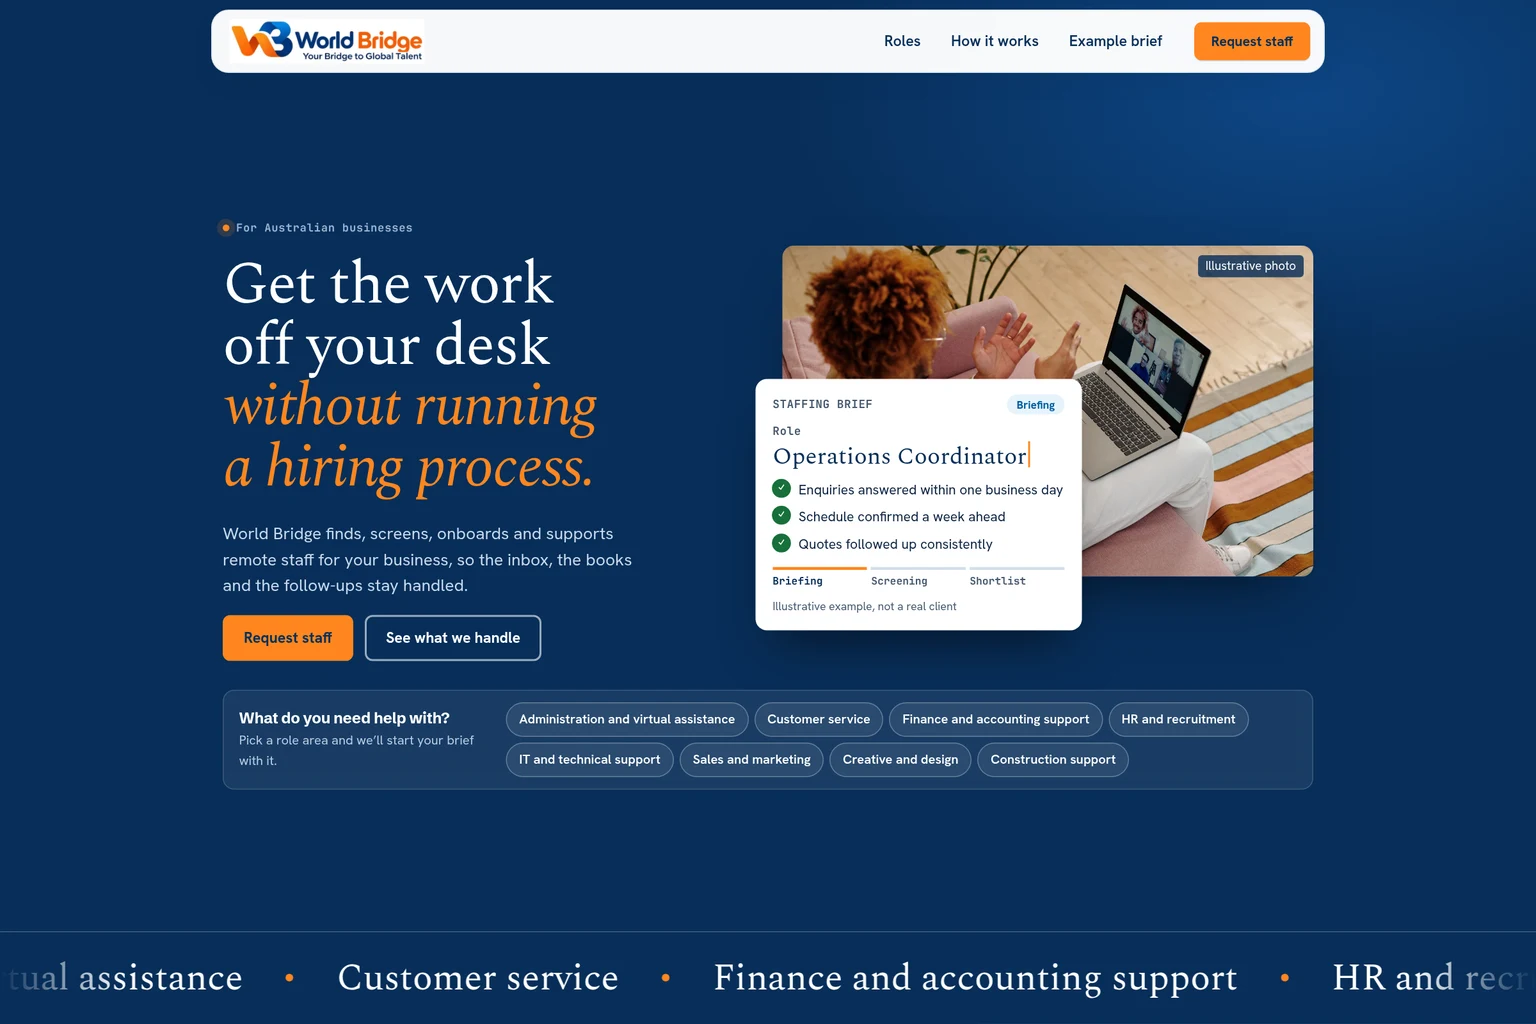 World Bridge
Your Bridge to Global Talent
Roles
How it works
Example brief
Request staff
For Australian businesses
Get the work
off your desk
without running
a hiring process.
World Bridge finds, screens, onboards and supports
remote staff for your business, so the inbox, the books
and the follow-ups stay handled.
Request staff
See what we handle
Illustrative photo
STAFFING BRIEF
Briefing
Role
Operations Coordinator
Enquiries answered within one business day
Schedule confirmed a week ahead
Quotes followed up consistently
Briefing
Screening
Shortlist
Illustrative example, not a real client
What do you need help with?
Pick a role area and we’ll start your brief
with it.
Administration and virtual assistance
Customer service
Finance and accounting support
HR and recruitment
IT and technical support
Sales and marketing
Creative and design
Construction support
tual assistance • Customer service • Finance and accounting support • HR and recr